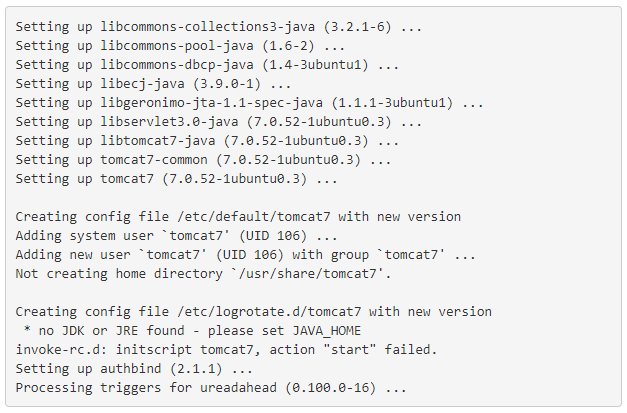 Setting up libcommons-collections3-java (3.2.1-6) ...
Setting up libcommons-pool-java (1.6-2) ...
Setting up libcommons-dbcp-java (1.4-3ubuntu1) ...
Setting up libecj-java (3.9.0-1) ...
Setting up libgeronimo-jta-1.1-spec-java (1.1.1-3ubuntu1) ...
Setting up libservlet3.0-java (7.0.52-1ubuntu0.3) ...
Setting up libtomcat7-java (7.0.52-1ubuntu0.3) ...
Setting up tomcat7-common (7.0.52-1ubuntu0.3) ...
Setting up tomcat7 (7.0.52-1ubuntu0.3) ...

Creating config file /etc/default/tomcat7 with new version
Adding system user `tomcat7' (UID 106) ...
Adding new user `tomcat7' (UID 106) with group `tomcat7' ...
Not creating home directory `/usr/share/tomcat7'.

Creating config file /etc/logrotate.d/tomcat7 with new version
 * no JDK or JRE found - please set JAVA_HOME
invoke-rc.d: initscript tomcat7, action "start" failed.
Setting up authbind (2.1.1) ...
Processing triggers for ureadahead (0.100.0-16) ...